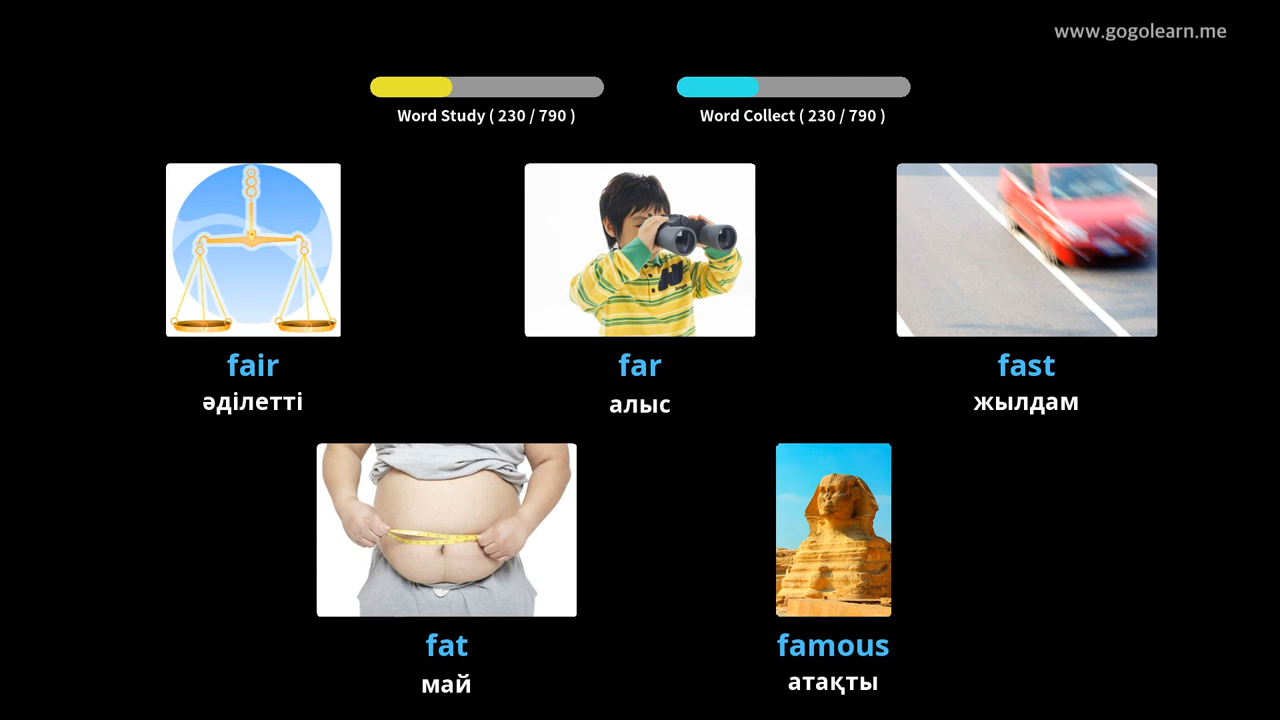 www.gogolearn.me
Word Study ( 230 / 790 )
Word Collect ( 230 / 790 )
fair
әділетті
far
алыс
fast
жылдам
fat
май
famous
атақты